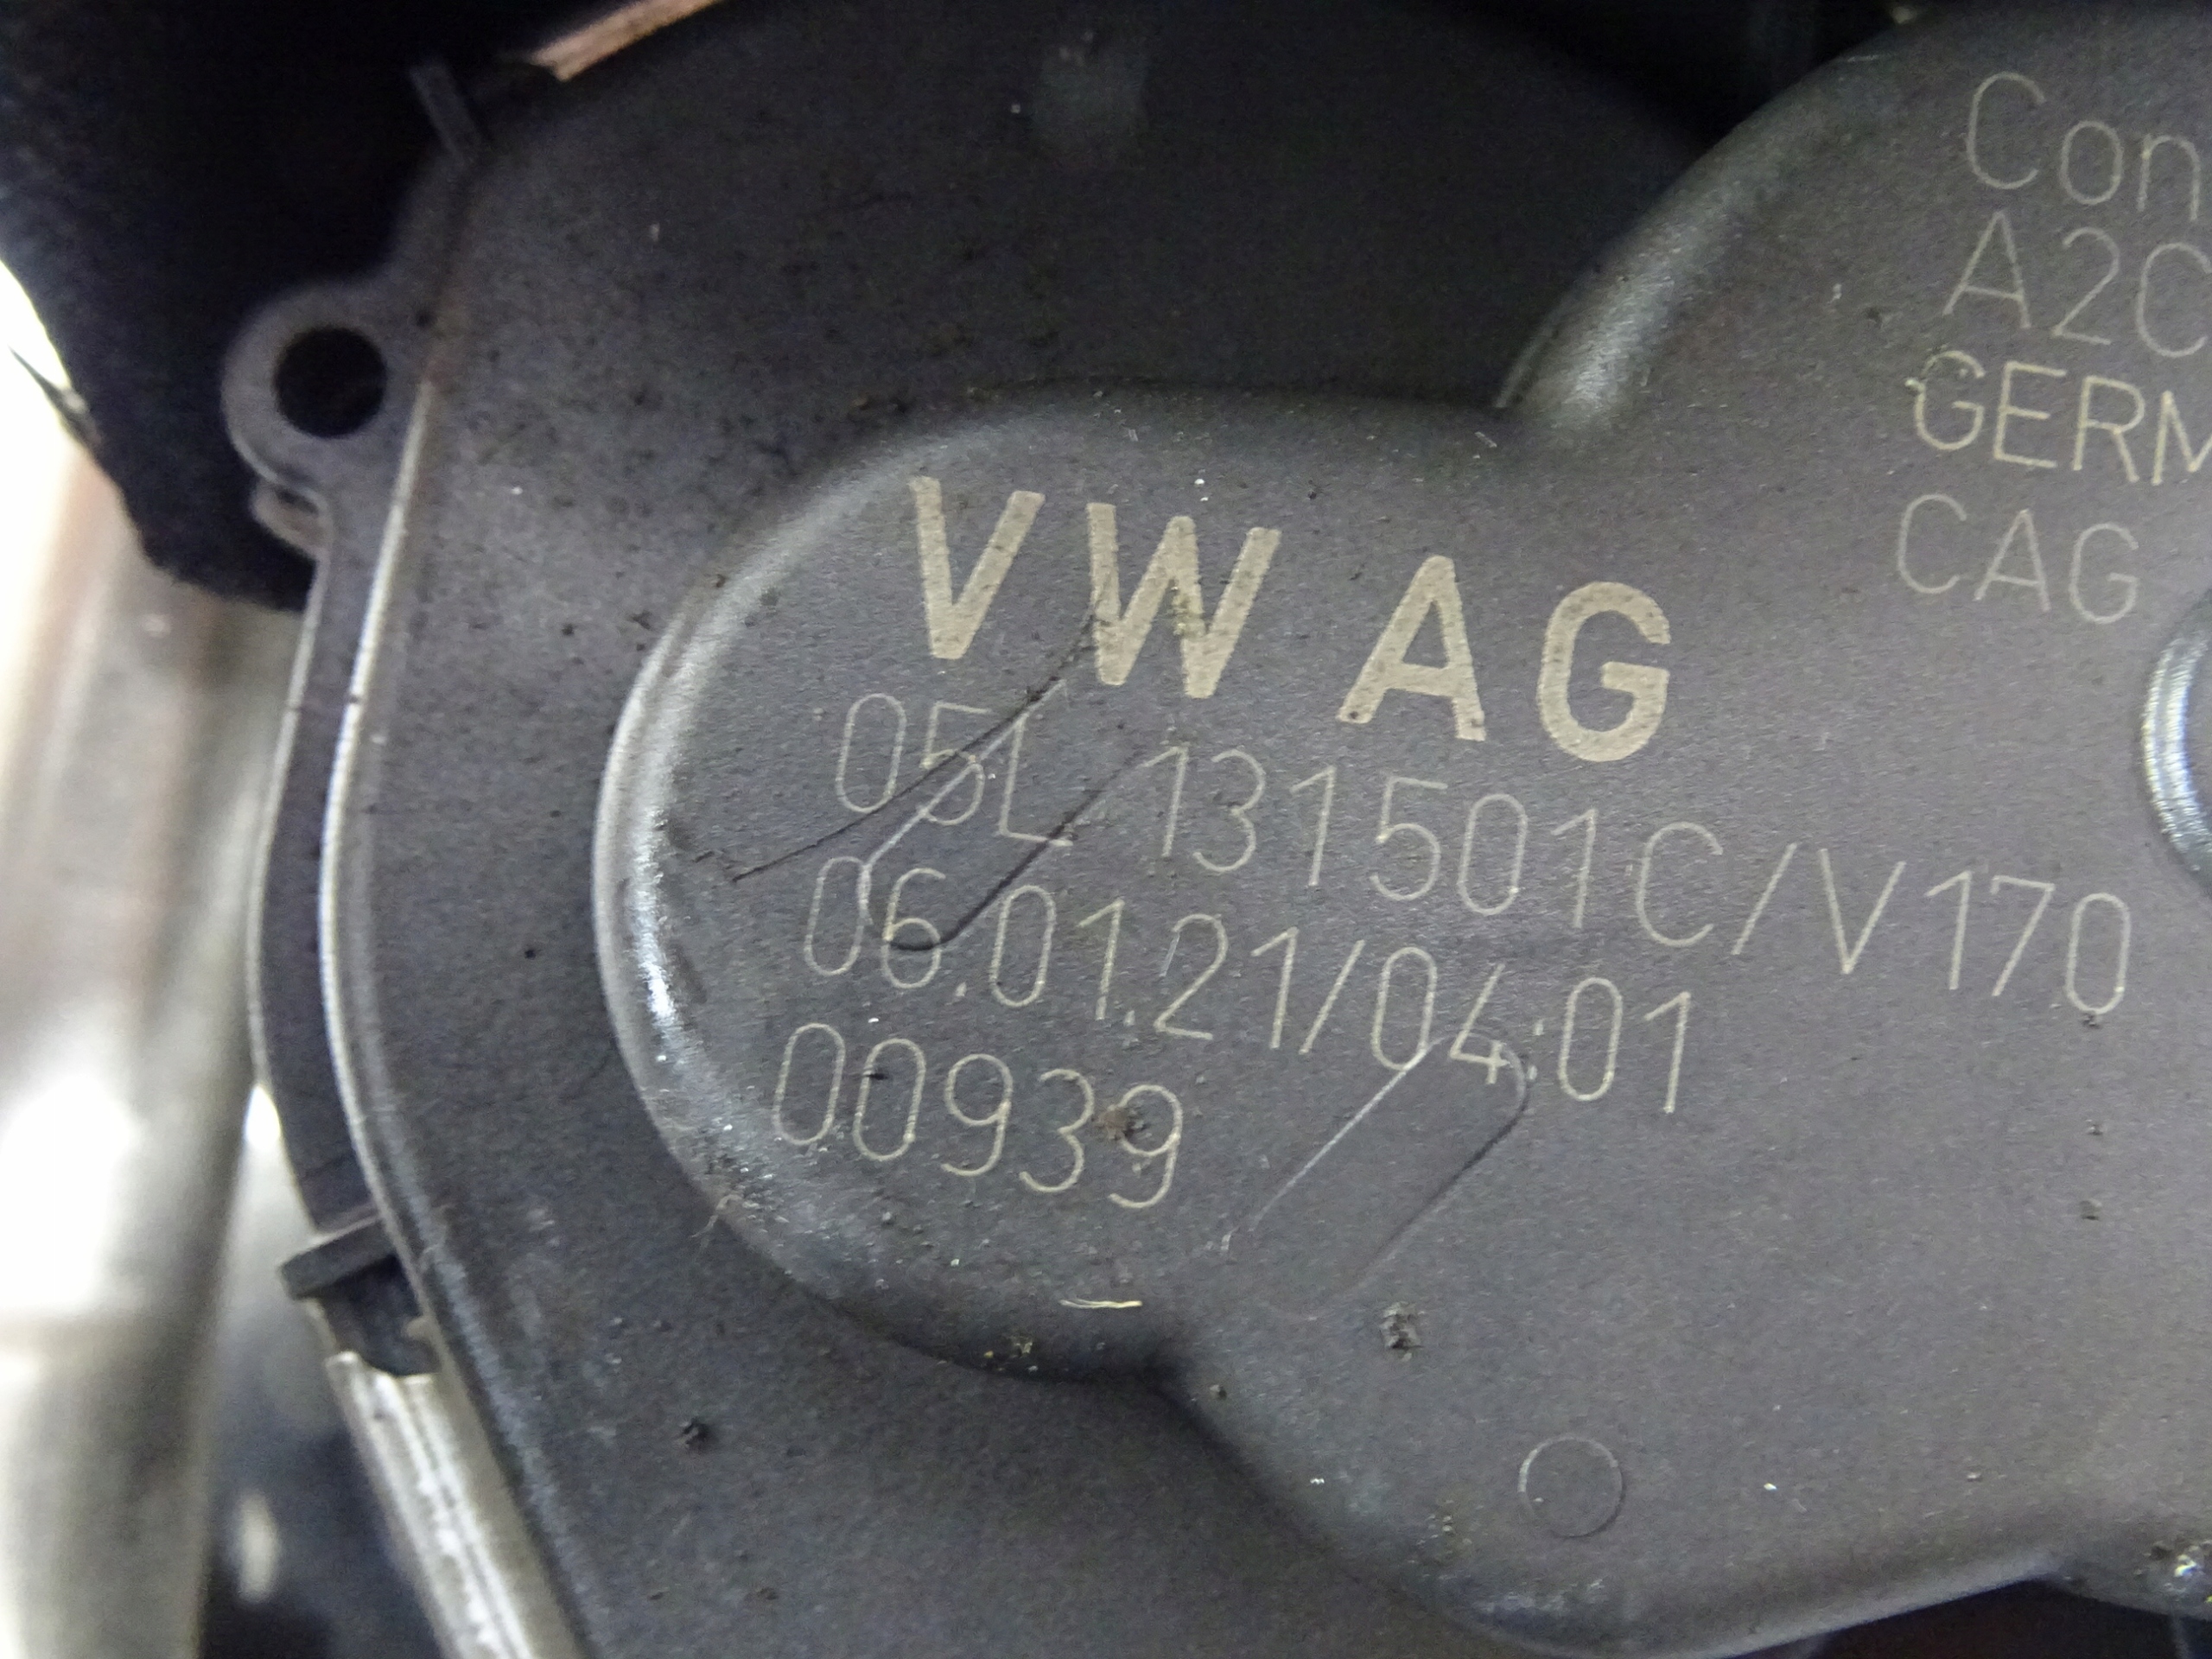 VW AG
05L 131501C/V170
06.01.21/04:01
00939
Con
A2C
GERM
CAG